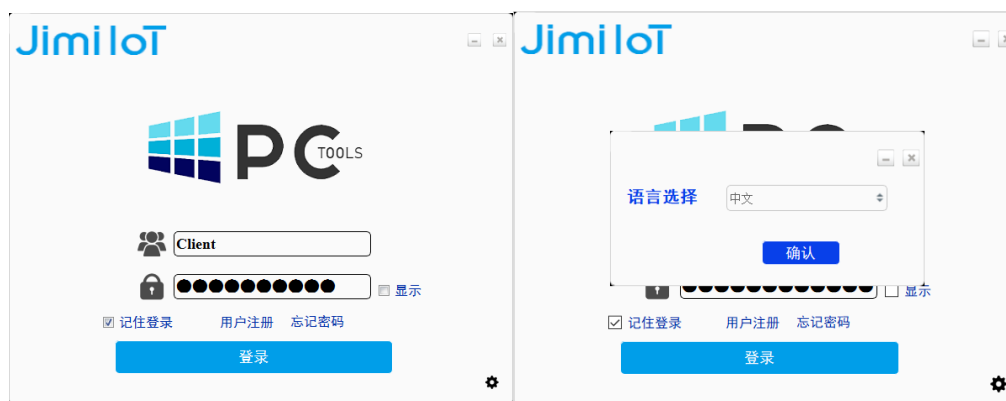 Jimi IoT
PC TOOLS
Client
显示
记住登录 用户注册 忘记密码
登录
Jimi IoT
语言选择 中文
确认
显示
记住登录 用户注册 忘记密码
登录